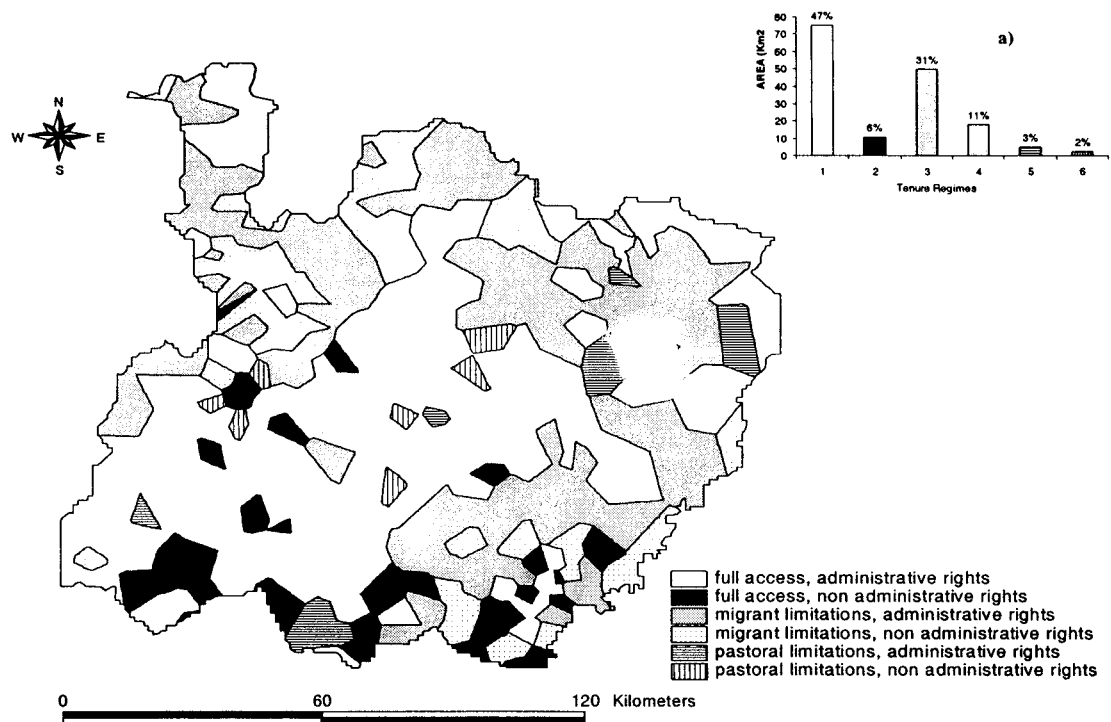 80
70
60
50
40
30
20
10
0
AREA (Km2
47%
6%
31%
11%
3%
2%
a)
1 2 3 4 5 6
Tenure Regimes
N
W E
S
full access, administrative rights
full access, non administrative rights
migrant limitations, administrative rights
migrant limitations, non administrative rights
pastoral limitations, administrative rights
pastoral limitations, non administrative rights
0 60 120 Kilometers